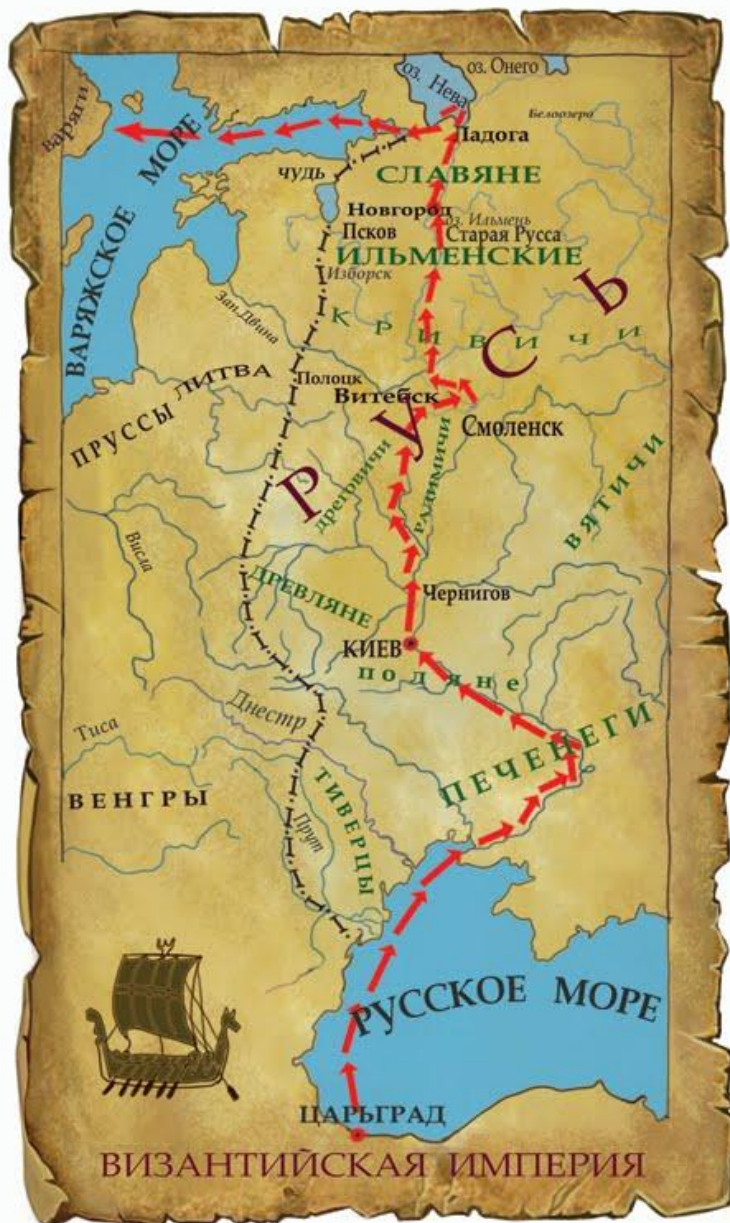 оз. Онего
оз. Нева
Варяги
Белоозеро
Ладога
ЧУДЬ
СЛАВЯНЕ
ВАРЯЖСКОЕ МОРЕ
Новгород
оз. Ильмень
Псков
Старая Русса
ИЛЬМЕНСКИЕ
Изборск
Зап.Двина
КРИВИЧИ
РУСЬ
ЛИТВА
Полоцк
Витебск
ПРУССЫ
Смоленск
дреговичи
РАДИМИЧИ
ВЯТИЧИ
Висла
ДРЕВЛЯНЕ
Чернигов
КИЕВ
поляне
Днестр
Тиса
ПЕЧЕНЕГИ
ВЕНГРЫ
Прут
ТИВЕРЦЫ
РУССКОЕ МОРЕ
ЦАРЬГРАД
ВИЗАНТИЙСКАЯ ИМПЕРИЯ